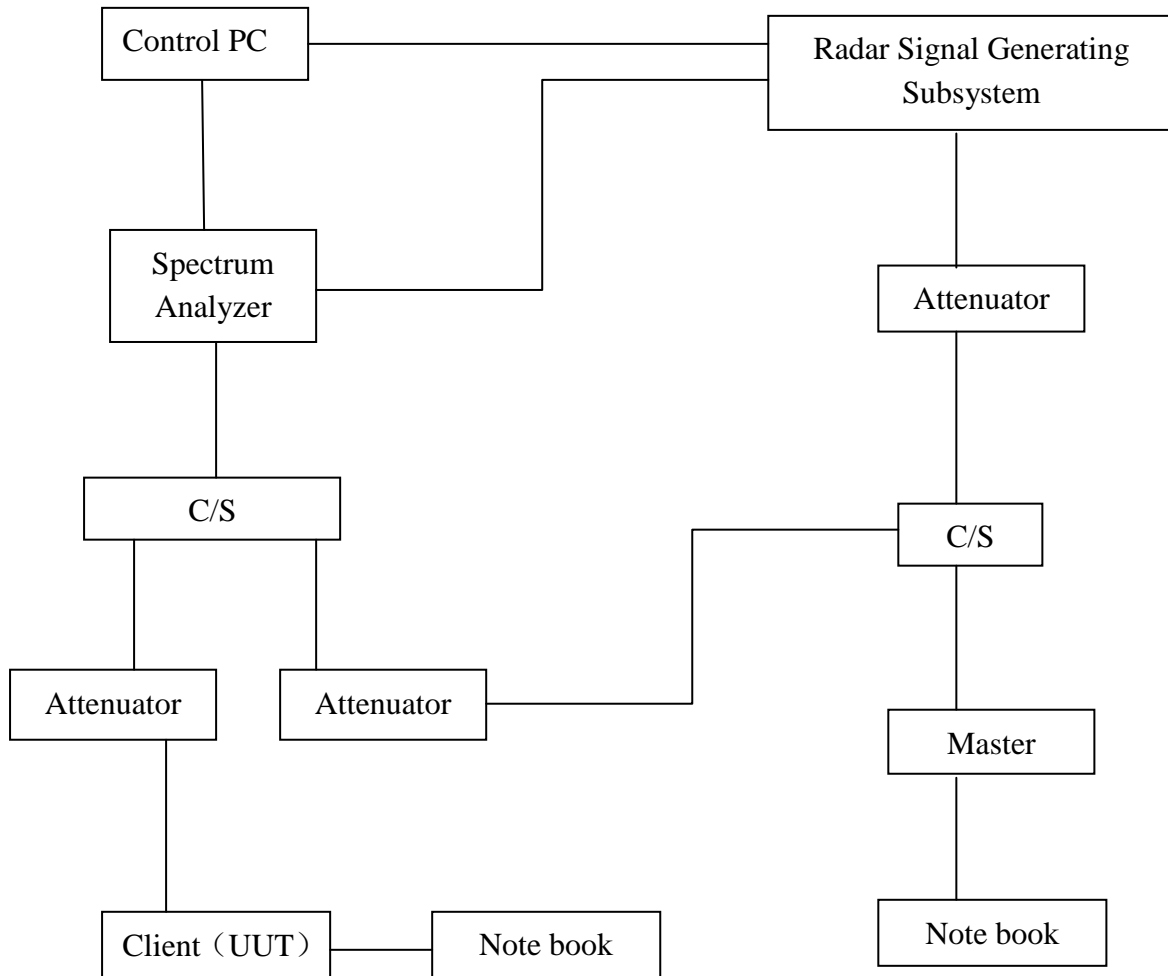 Control PC
Radar Signal Generating
Subsystem
Spectrum
Analyzer
Attenuator
C/S
C/S
Attenuator
Attenuator
Master
Client（UUT）
Note book
Note book